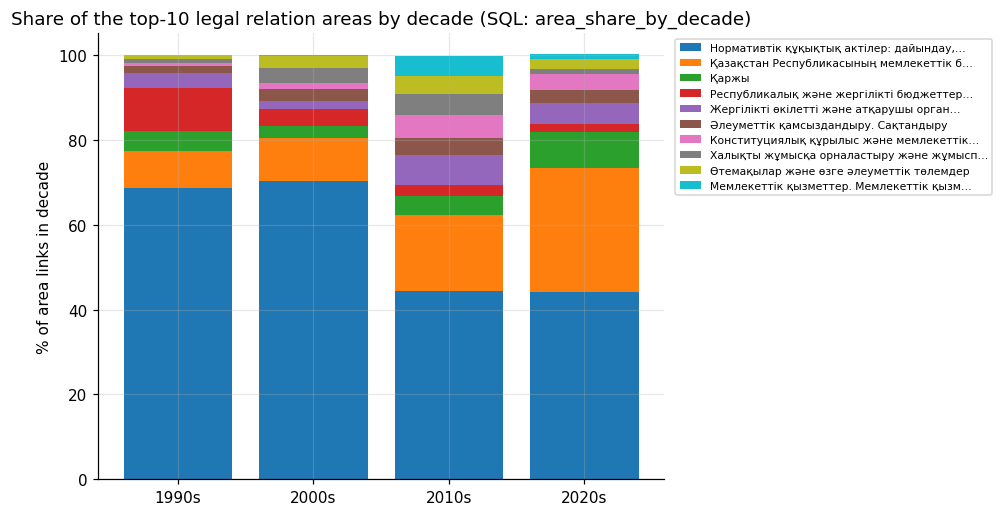 Share of the top-10 legal relation areas by decade (SQL: area_share_by_decade)
% of area links in decade
100
80
60
40
20
0
1990s
2000s
2010s
2020s
Нормативтік құқықтық актілер: дайындау,...
Қазақстан Республикасының мемлекеттік б...
Қаржы
Республикалық және жергілікті бюджеттер...
Жергілікті өкілетті және атқарушы орган...
Әлеуметтік қамсыздандыру. Сақтандыру
Конституциялық құрылыс және мемлекеттік...
Халықты жұмысқа орналастыру және жұмысп...
Өтемақылар және өзге әлеуметтік төлемдер
Мемлекеттік қызметтер. Мемлекеттік қызм...